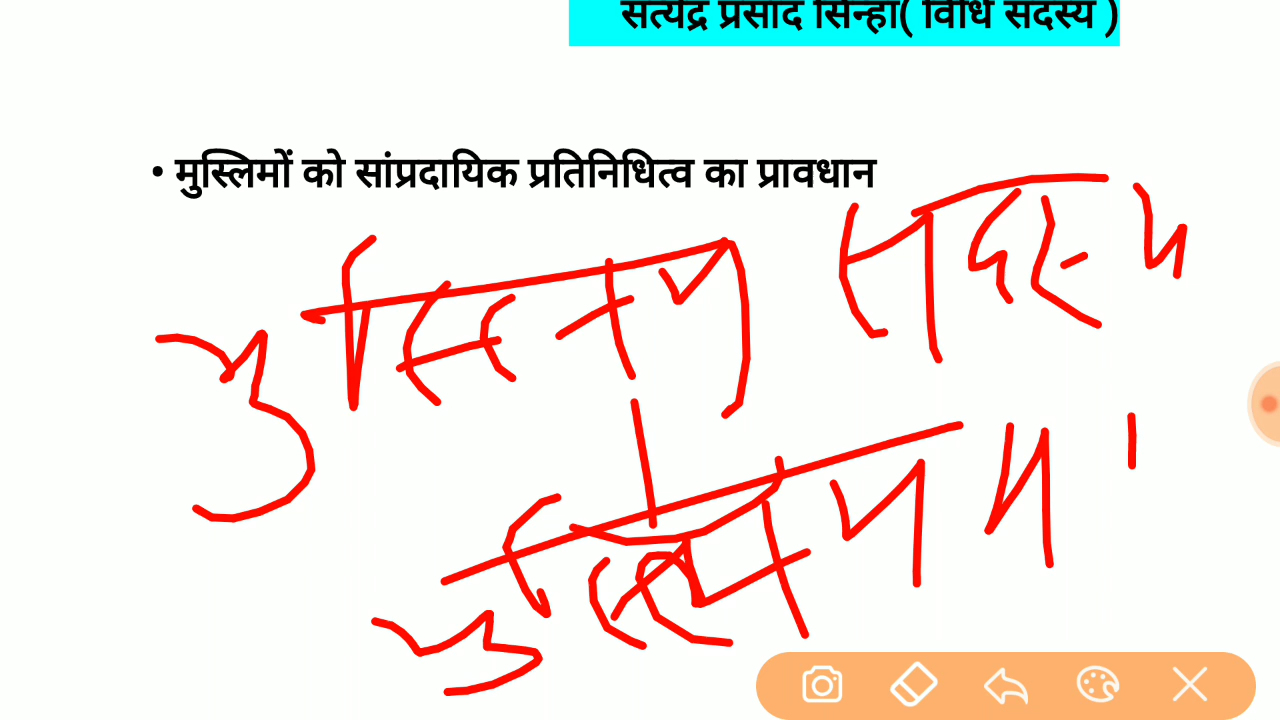 सत्येंद्र प्रसाद सिन्हा( विधि सदस्य )
• मुस्लिमों को सांप्रदायिक प्रतिनिधित्व का प्रावधान
मुस्लिम सदस्य
मुस्लिम